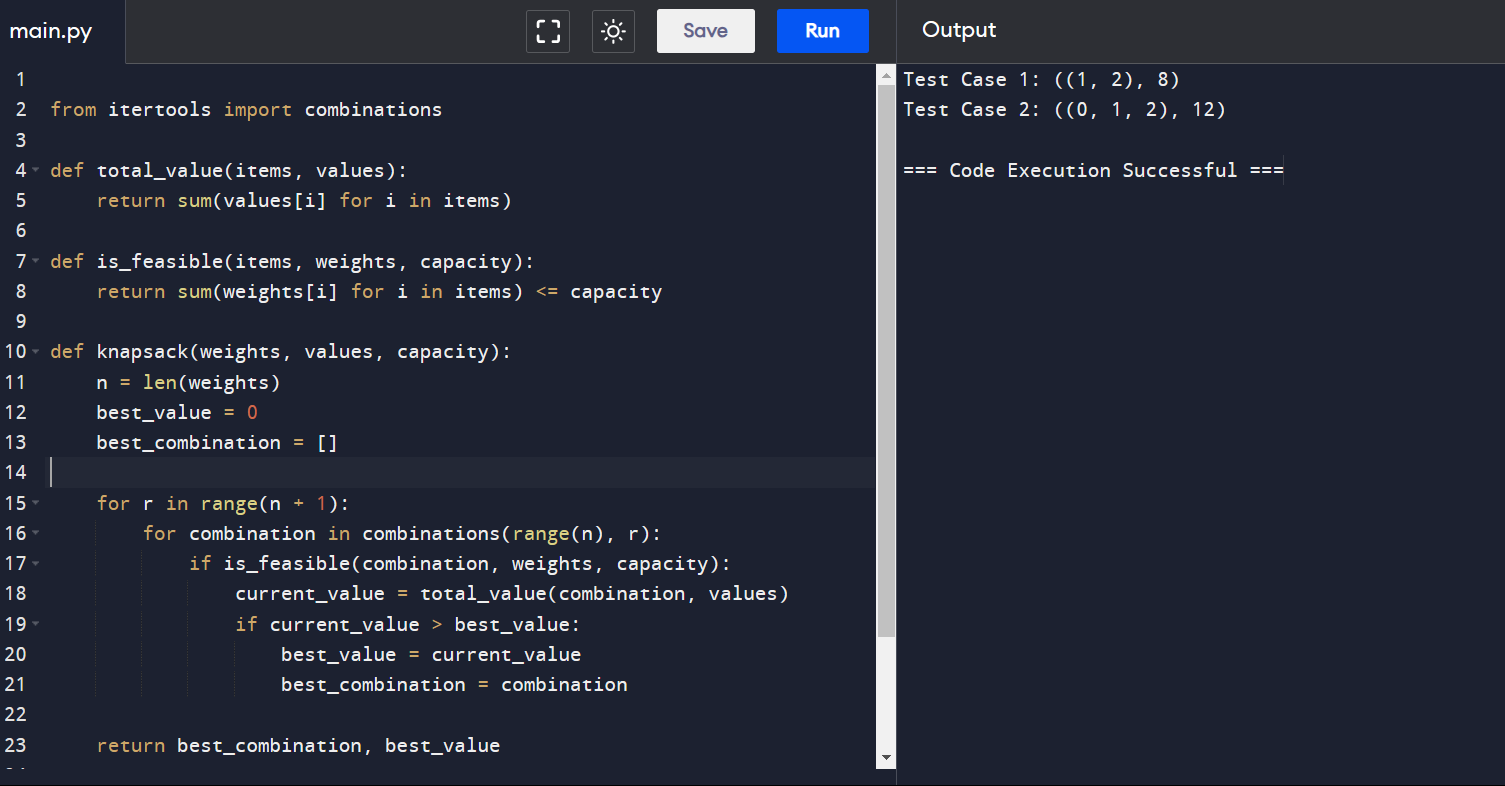 main.py
Save
Run
Output
1
2 from itertools import combinations
3
4 def total_value(items, values):
5     return sum(values[i] for i in items)
6
7 def is_feasible(items, weights, capacity):
8     return sum(weights[i] for i in items) <= capacity
9
10 def knapsack(weights, values, capacity):
11     n = len(weights)
12     best_value = 0
13     best_combination = []
14
15     for r in range(n + 1):
16         for combination in combinations(range(n), r):
17             if is_feasible(combination, weights, capacity):
18                 current_value = total_value(combination, values)
19                 if current_value > best_value:
20                     best_value = current_value
21                     best_combination = combination
22
23     return best_combination, best_value
Test Case 1: ((1, 2), 8)
Test Case 2: ((0, 1, 2), 12)
=== Code Execution Successful ===